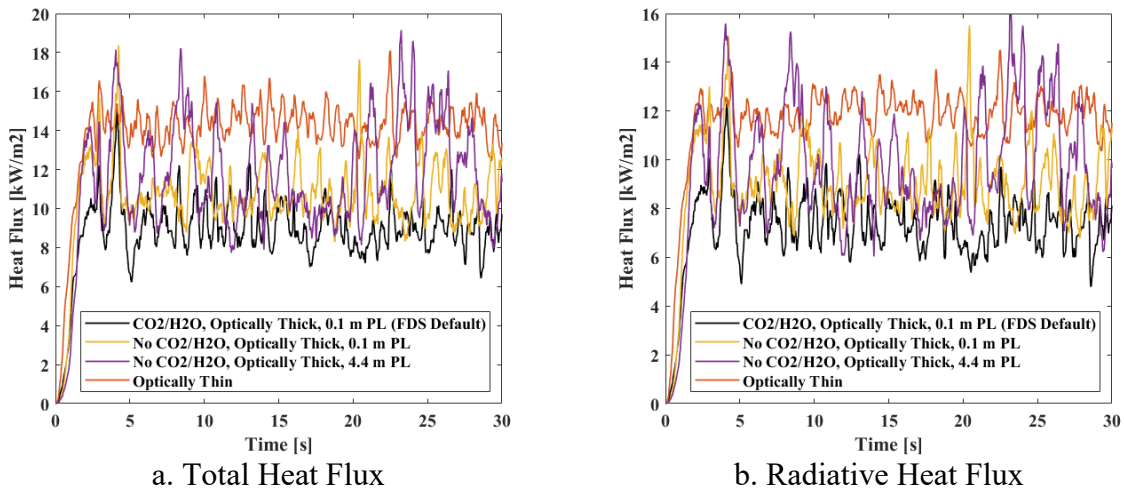 20
18
16
14
12
10
8
6
4
2
0
Heat Flux [kW/m2]
CO2/H2O, Optically Thick, 0.1 m PL (FDS Default)
No CO2/H2O, Optically Thick, 0.1 m PL
No CO2/H2O, Optically Thick, 4.4 m PL
Optically Thin
0 5 10 15 20 25 30
Time [s]
a. Total Heat Flux
16
14
12
10
8
6
4
2
0
Heat Flux [kW/m2]
CO2/H2O, Optically Thick, 0.1 m PL (FDS Default)
No CO2/H2O, Optically Thick, 0.1 m PL
No CO2/H2O, Optically Thick, 4.4 m PL
Optically Thin
0 5 10 15 20 25 30
Time [s]
b. Radiative Heat Flux